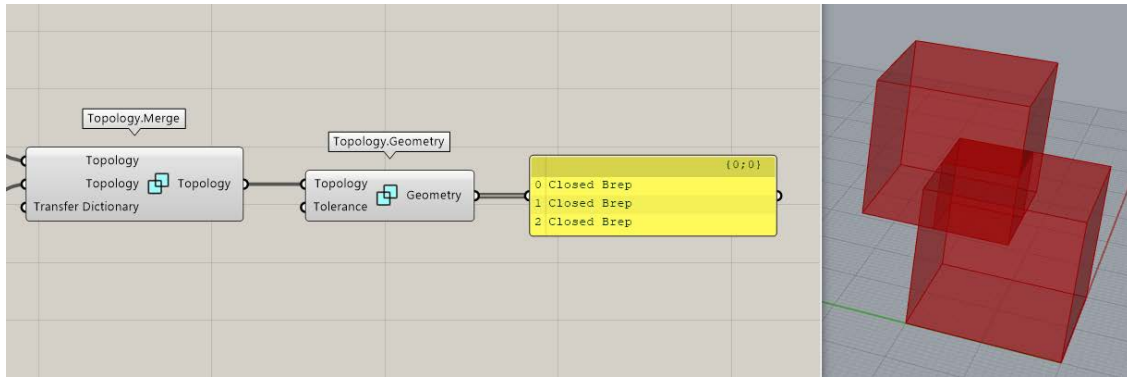 Topology.Merge
Topology
Topology Topology
Transfer Dictionary
Topology.Geometry
Topology Geometry
Tolerance
{0;0}
0 Closed Brep
1 Closed Brep
2 Closed Brep